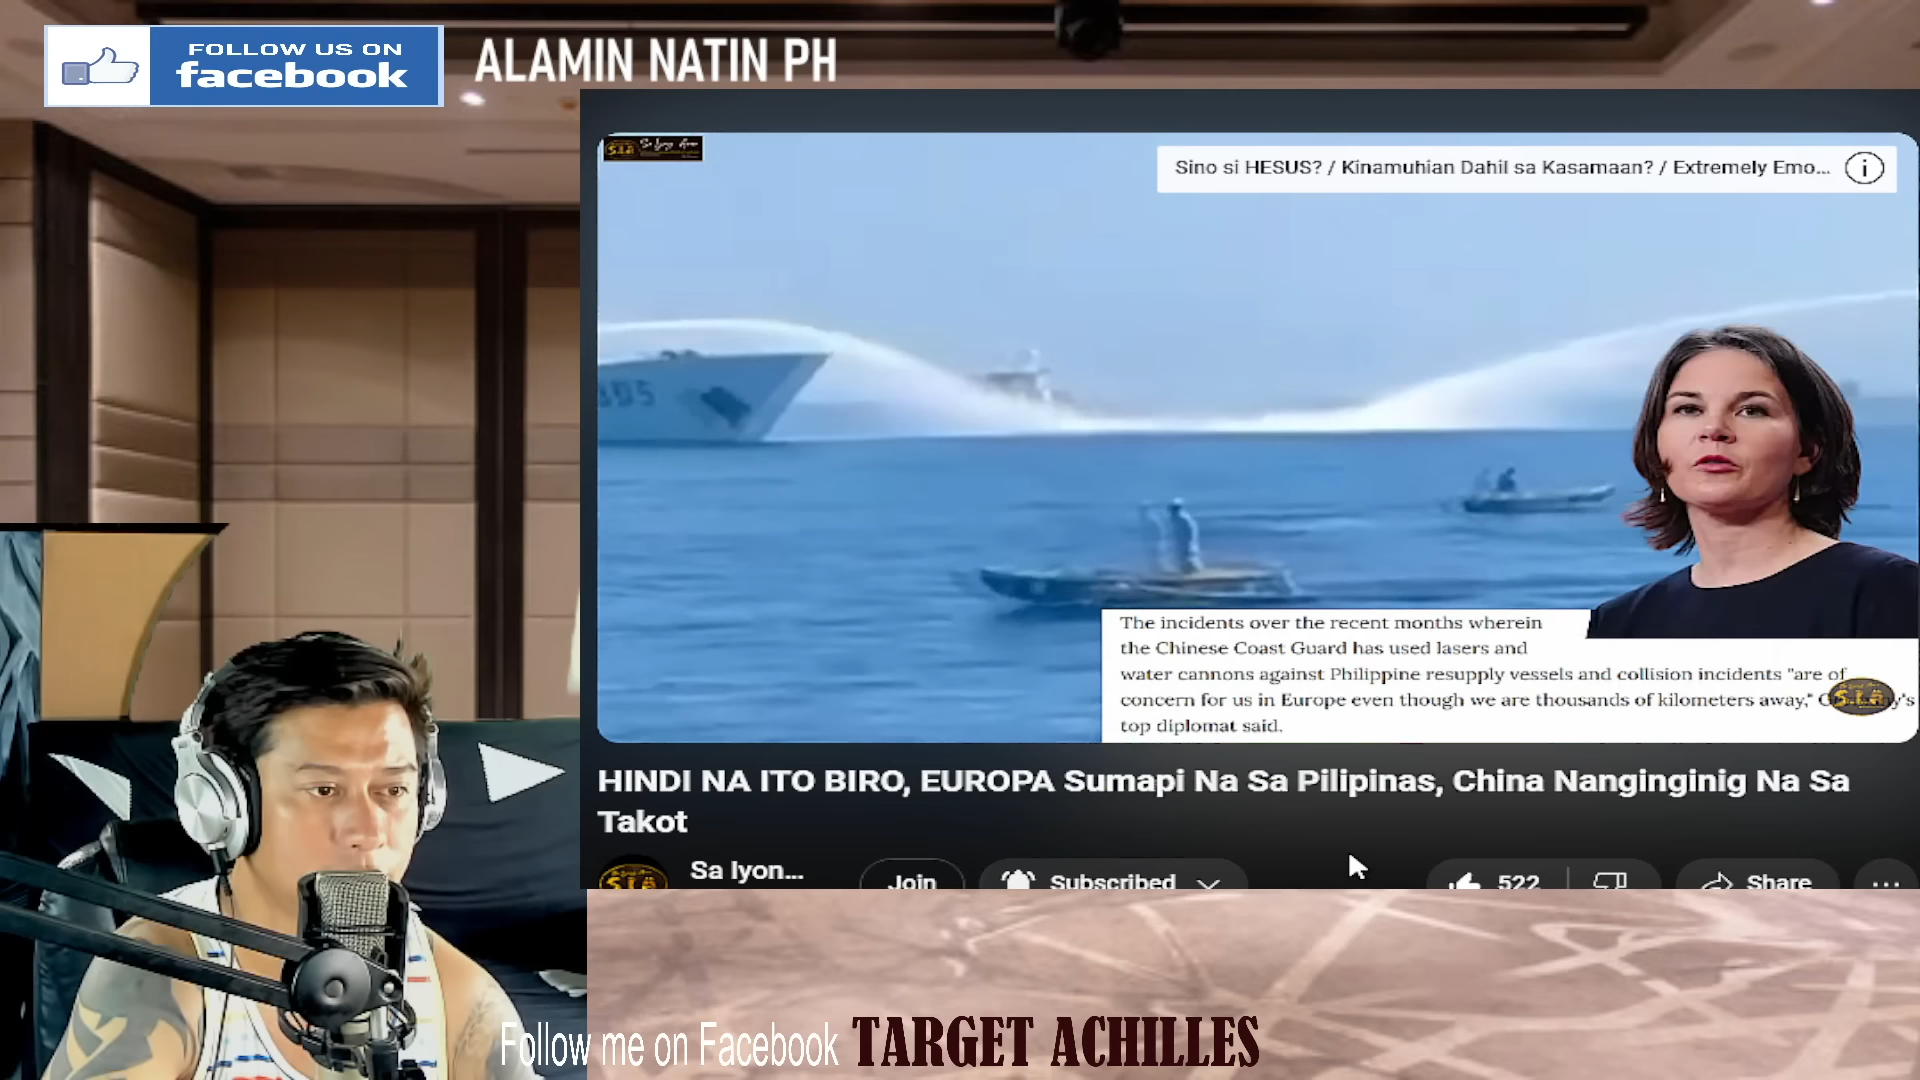 FOLLOW US ON
facebook
ALAMIN NATIN PH
Sino si HESUS? / Kinamuhian Dahil sa Kasamaan? / Extremely Emo...
S.I.A
305
The incidents over the recent months wherein
the Chinese Coast Guard has used lasers and
water cannons against Philippine resupply vessels and collision incidents "are of
concern for us in Europe even though we are thousands of kilometers away,"
top diplomat said.
S.I.A
HINDI NA ITO BIRO, EUROPA Sumapi Na Sa Pilipinas, China Nanginginig Na Sa
Takot
S.I.A
Sa Iyon...
Join
Subscribed
522
Share
Follow me on Facebook TARGET ACHILLES